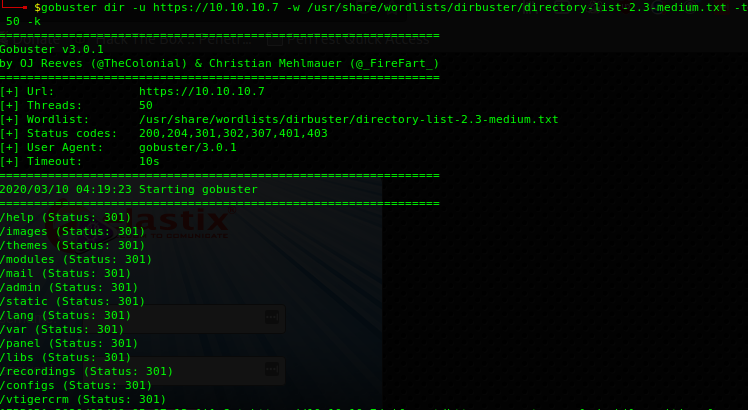 $gobuster dir -u https://10.10.10.7 -w /usr/share/wordlists/dirbuster/directory-list-2.3-medium.txt -t
50 -k
===============================================================
Gobuster v3.0.1
by OJ Reeves (@TheColonial) & Christian Mehlmauer (@_FireFart_)
===============================================================
[+] Url: https://10.10.10.7
[+] Threads: 50
[+] Wordlist: /usr/share/wordlists/dirbuster/directory-list-2.3-medium.txt
[+] Status codes: 200,204,301,302,307,401,403
[+] User Agent: gobuster/3.0.1
[+] Timeout: 10s
===============================================================
2020/03/10 04:19:23 Starting gobuster
===============================================================
/help (Status: 301)
/images (Status: 301)
/themes (Status: 301)
/modules (Status: 301)
/mail (Status: 301)
/admin (Status: 301)
/static (Status: 301)
/lang (Status: 301)
/var (Status: 301)
/panel (Status: 301)
/libs (Status: 301)
/recordings (Status: 301)
/configs (Status: 301)
/vtigercrm (Status: 301)